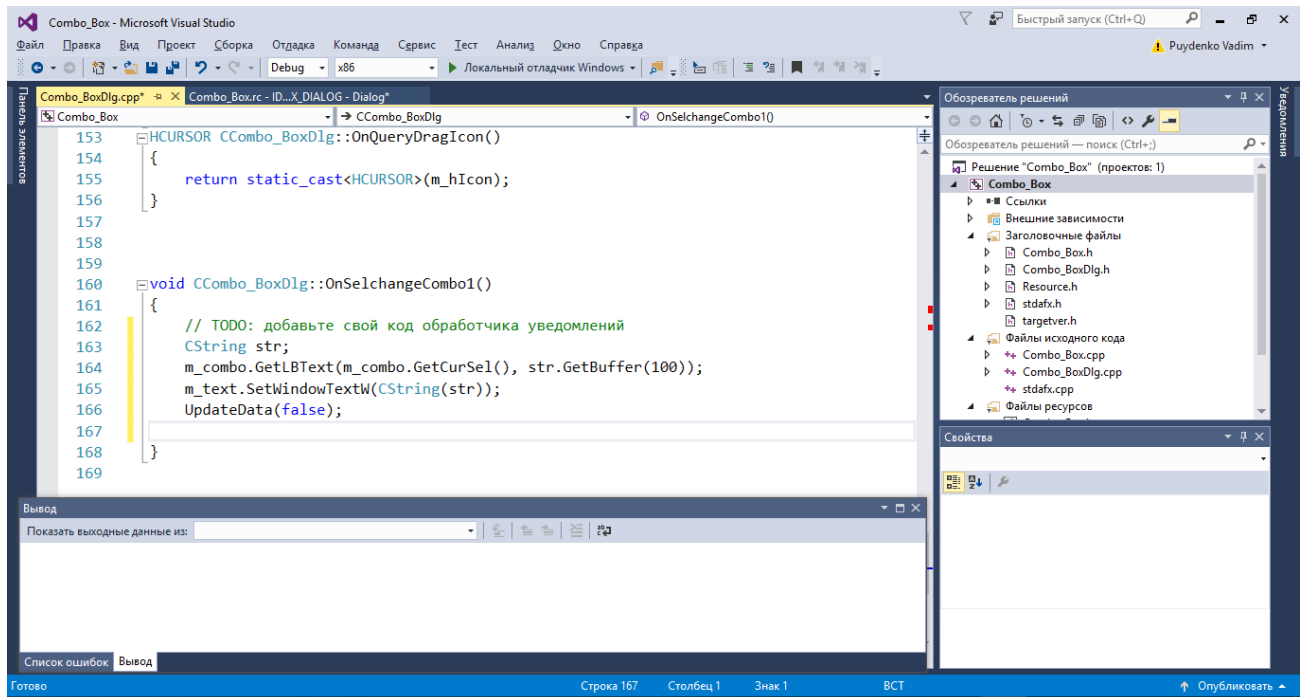 Combo_Box - Microsoft Visual Studio
Быстрый запуск (Ctrl+Q)
Файл Правка Вид Проект Сборка Отладка Команда Сервис Тест Анализ Окно Справка
Puydenko Vadim
Debug x86 Локальный отладчик Windows
Панель элементов
Combo_BoxDlg.cpp* Combo_Box.rc - ID...X_DIALOG - Dialog*
Combo_Box CCombo_BoxDlg OnSelchangeCombo1()
153 HCURSOR CCombo_BoxDlg::OnQueryDragIcon()
154 {
155 return static_cast<HCURSOR>(m_hIcon);
156 }
157
158
159
160 void CCombo_BoxDlg::OnSelchangeCombo1()
161 {
162 // TODO: добавьте свой код обработчика уведомлений
163 CString str;
164 m_combo.GetLBText(m_combo.GetCurSel(), str.GetBuffer(100));
165 m_text.SetWindowTextW(CString(str));
166 UpdateData(false);
167
168 }
169
Вывод
Показать выходные данные из:
Список ошибок Вывод
Обозреватель решений
Обозреватель решений — поиск (Ctrl+;)
Решение "Combo_Box" (проектов: 1)
Combo_Box
Ссылки
Внешние зависимости
Заголовочные файлы
Combo_Box.h
Combo_BoxDlg.h
Resource.h
stdafx.h
targetver.h
Файлы исходного кода
Combo_Box.cpp
Combo_BoxDlg.cpp
stdafx.cpp
Файлы ресурсов
Свойства
Уведомления
Готово Строка 167 Столбец 1 Знак 1 ВСТ Опубликовать